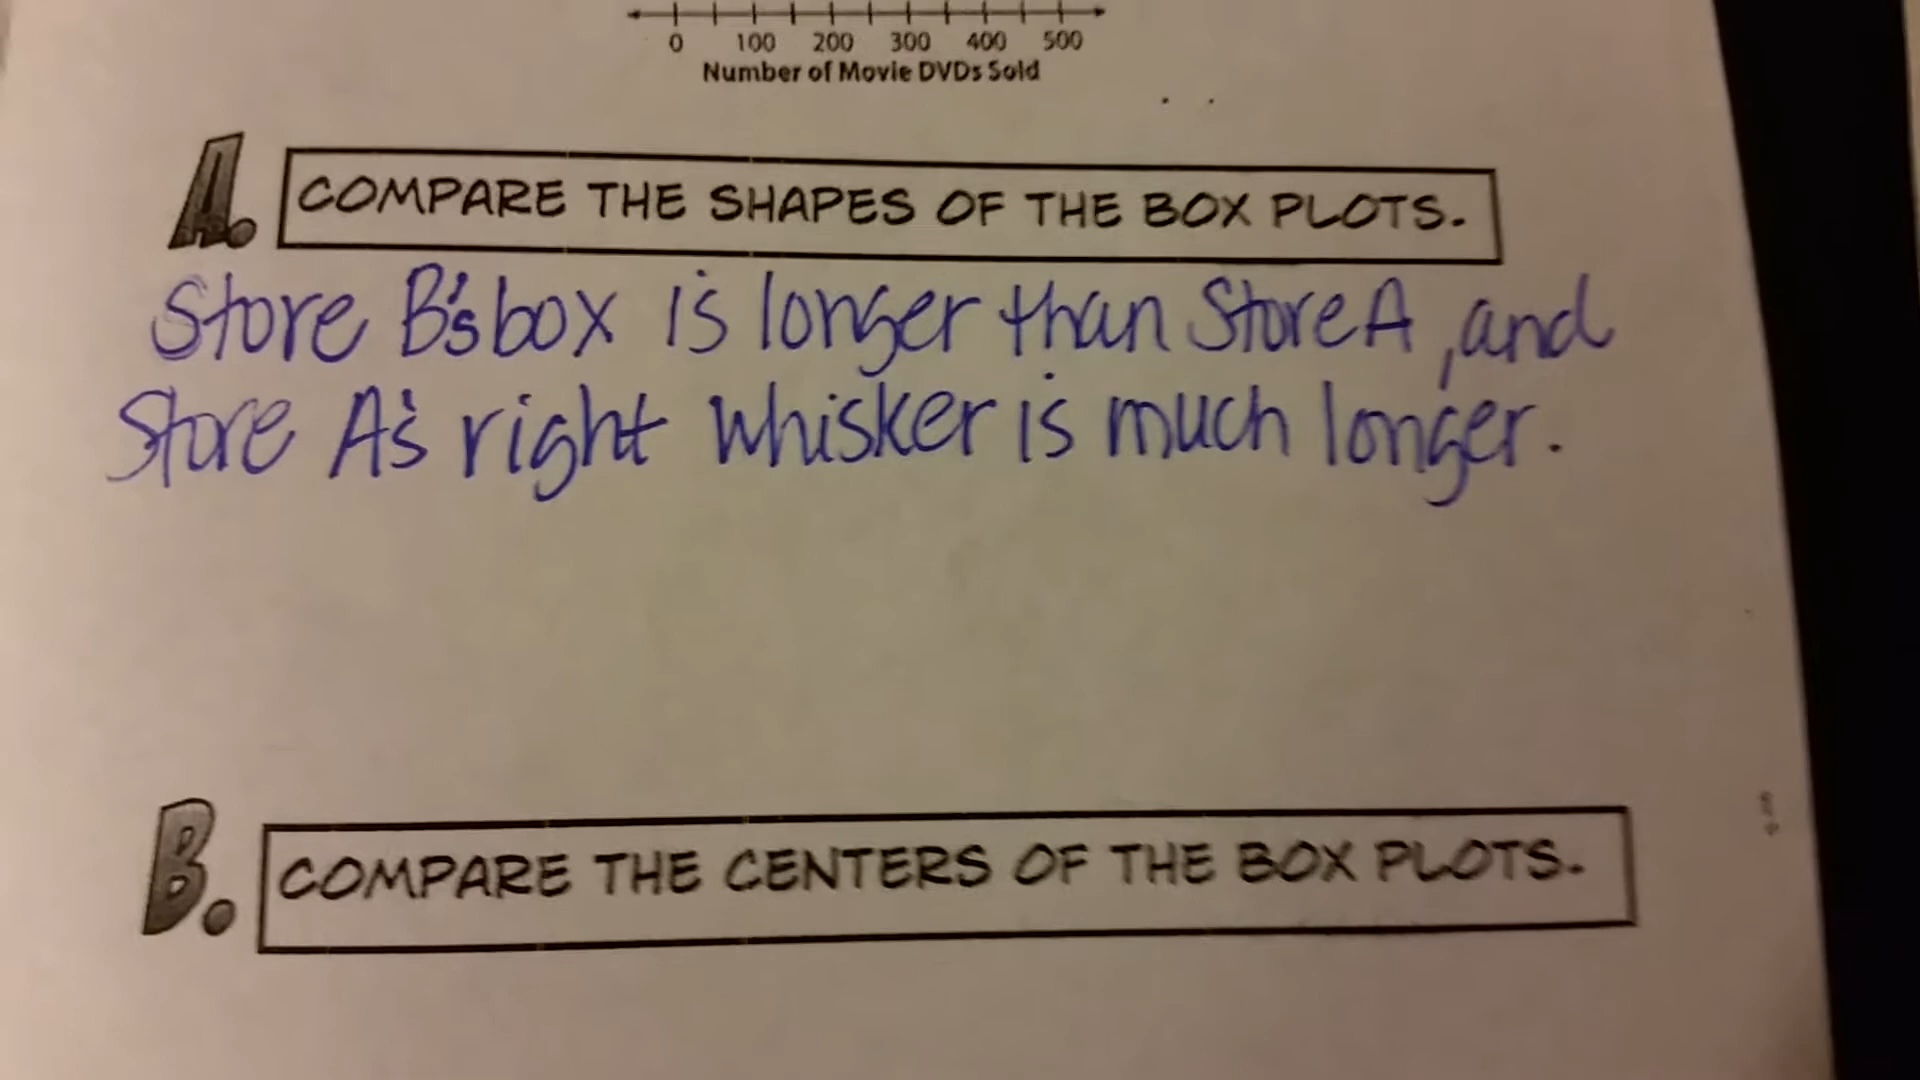 0 100 200 300 400 500
Number of Movie DVDs Sold
A. COMPARE THE SHAPES OF THE BOX PLOTS.
Store B's box is longer than Store A, and
Store A's right whisker is much longer.
B. COMPARE THE CENTERS OF THE BOX PLOTS.